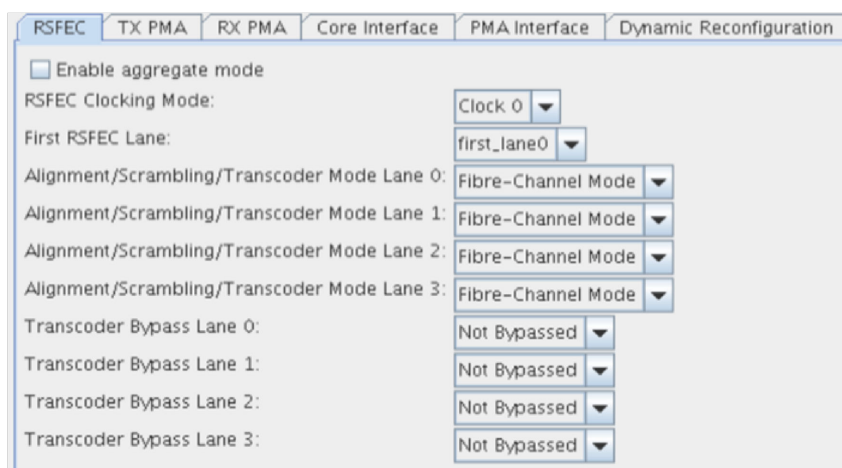 RSFEC TX PMA RX PMA Core Interface PMA Interface Dynamic Reconfiguration
Enable aggregate mode
RSFEC Clocking Mode: Clock 0
First RSFEC Lane: first_lane0
Alignment/Scrambling/Transcoder Mode Lane 0: Fibre-Channel Mode
Alignment/Scrambling/Transcoder Mode Lane 1: Fibre-Channel Mode
Alignment/Scrambling/Transcoder Mode Lane 2: Fibre-Channel Mode
Alignment/Scrambling/Transcoder Mode Lane 3: Fibre-Channel Mode
Transcoder Bypass Lane 0: Not Bypassed
Transcoder Bypass Lane 1: Not Bypassed
Transcoder Bypass Lane 2: Not Bypassed
Transcoder Bypass Lane 3: Not Bypassed